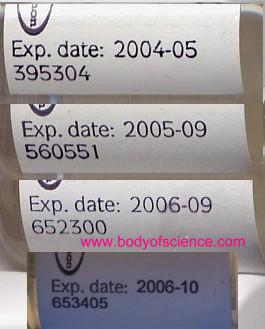 Exp. date: 2004-05
395304
Exp. date: 2005-09
560551
Exp. date: 2006-09
652300
www.bodyofscience.com
Exp. date: 2006-10
653405